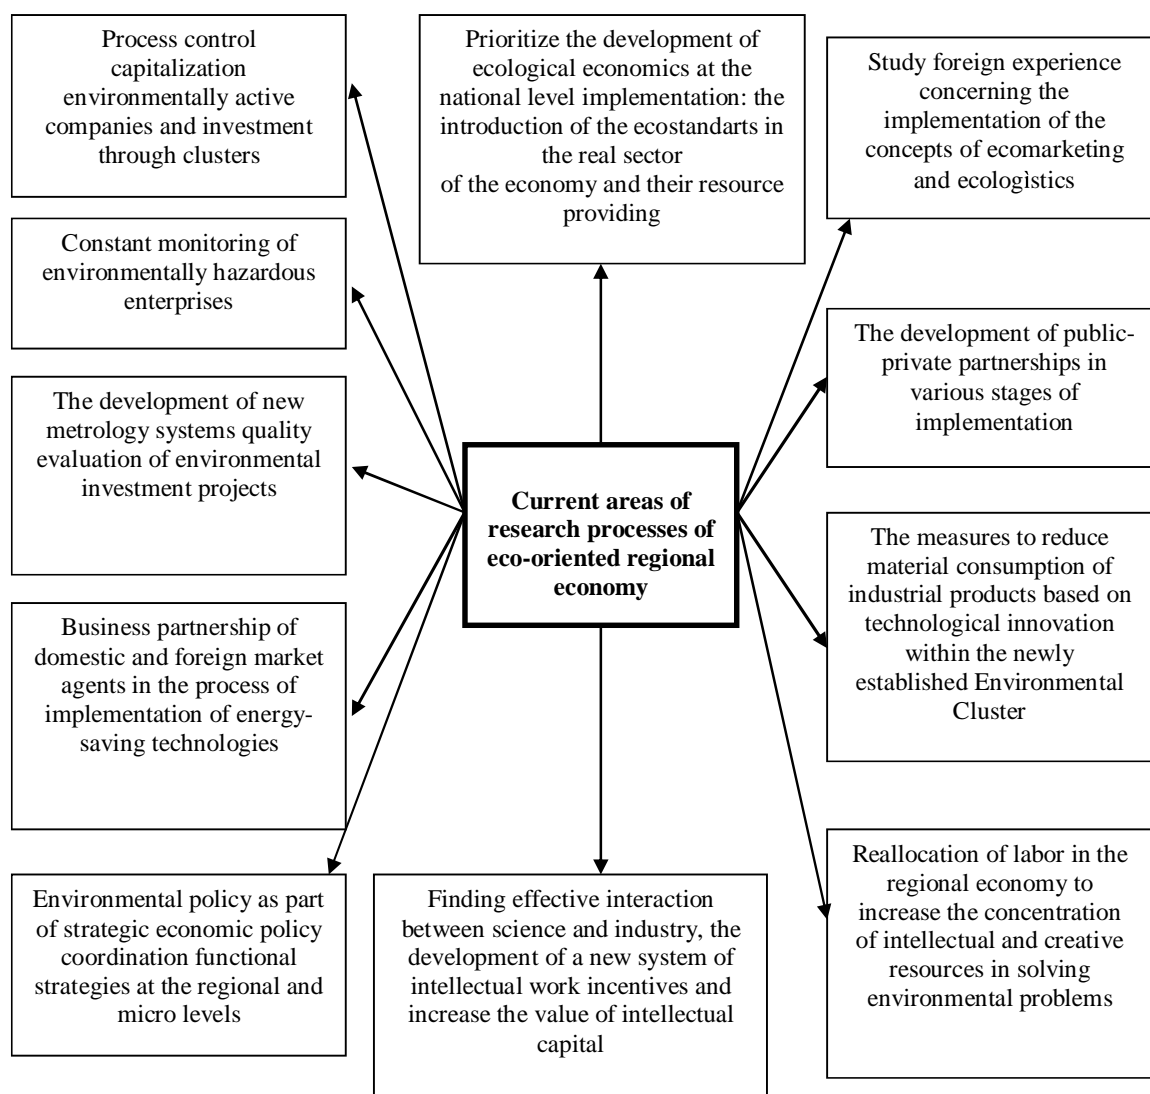 Process control
capitalization
environmentally active
companies and investment
through clusters
Prioritize the development of
ecological economics at the
national level implementation: the
introduction of the ecostandarts in
the real sector
of the economy and their resource
providing
Study foreign experience
concerning the
implementation of the
concepts of ecomarketing
and ecologìstics
Constant monitoring of
environmentally hazardous
enterprises
The development of public-
private partnerships in
various stages of
implementation
The development of new
metrology systems quality
evaluation of environmental
investment projects
Current areas of
research processes of
eco-oriented regional
economy
The measures to reduce
material consumption of
industrial products based on
technological innovation
within the newly
established Environmental
Cluster
Business partnership of
domestic and foreign market
agents in the process of
implementation of energy-
saving technologies
Environmental policy as part
of strategic economic policy
coordination functional
strategies at the regional and
micro levels
Finding effective interaction
between science and industry, the
development of a new system of
intellectual work incentives and
increase the value of intellectual
capital
Reallocation of labor in the
regional economy to
increase the concentration
of intellectual and creative
resources in solving
environmental problems